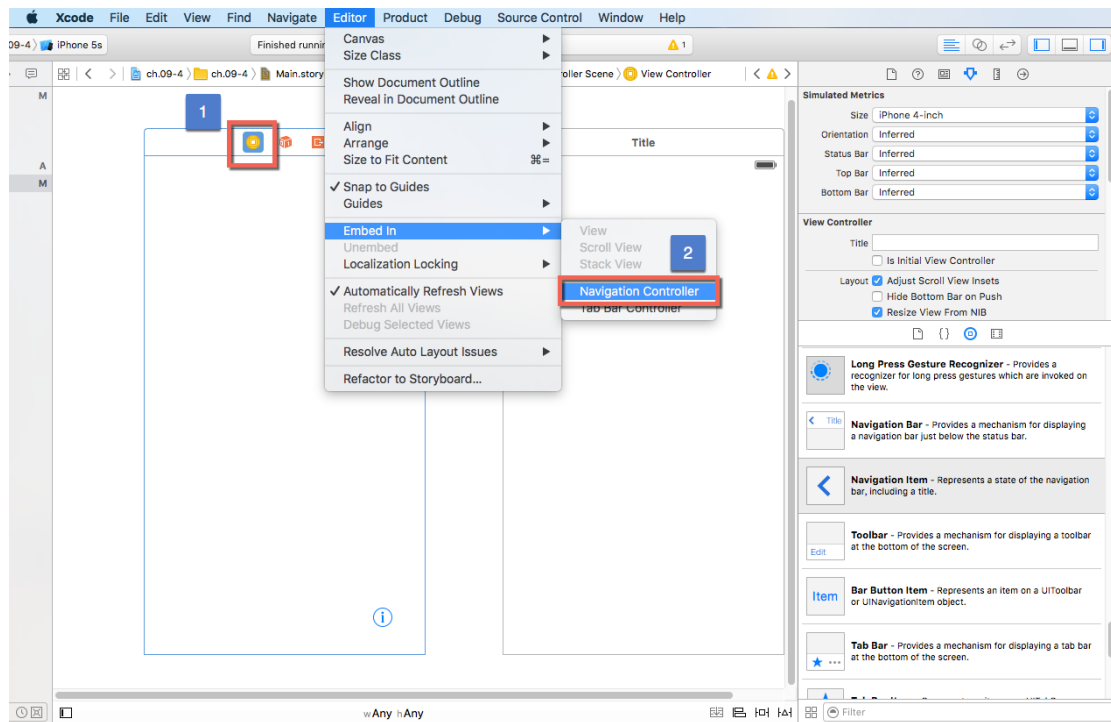 Xcode File Edit View Find Navigate Editor Product Debug Source Control Window Help
09-4 iPhone 5s
Finished runnin
1
ch.09-4 ch.09-4 Main.story
oller Scene View Controller
M
A
M
1
Title
Canvas
Size Class
Show Document Outline
Reveal in Document Outline
Align
Arrange
Size to Fit Content ⌘=
✓ Snap to Guides
Guides
Embed In
Unembed
Localization Locking
✓ Automatically Refresh Views
Refresh All Views
Debug Selected Views
Resolve Auto Layout Issues
Refactor to Storyboard...
View
Scroll View
Stack View
2
Navigation Controller
Tab Bar Controller
Simulated Metrics
Size iPhone 4-inch
Orientation Inferred
Status Bar Inferred
Top Bar Inferred
Bottom Bar Inferred
View Controller
Title
Is Initial View Controller
Layout Adjust Scroll View Insets
Hide Bottom Bar on Push
Resize View From NIB
Long Press Gesture Recognizer - Provides a
recognizer for long press gestures which are invoked on
the view.
Title
Navigation Bar - Provides a mechanism for displaying
a navigation bar just below the status bar.
Navigation Item - Represents a state of the navigation
bar, including a title.
Edit
Toolbar - Provides a mechanism for displaying a toolbar
at the bottom of the screen.
Item
Bar Button Item - Represents an item on a UIToolbar
or UINavigationItem object.
Tab Bar - Provides a mechanism for displaying a tab bar
at the bottom of the screen.
wAny hAny
Filter